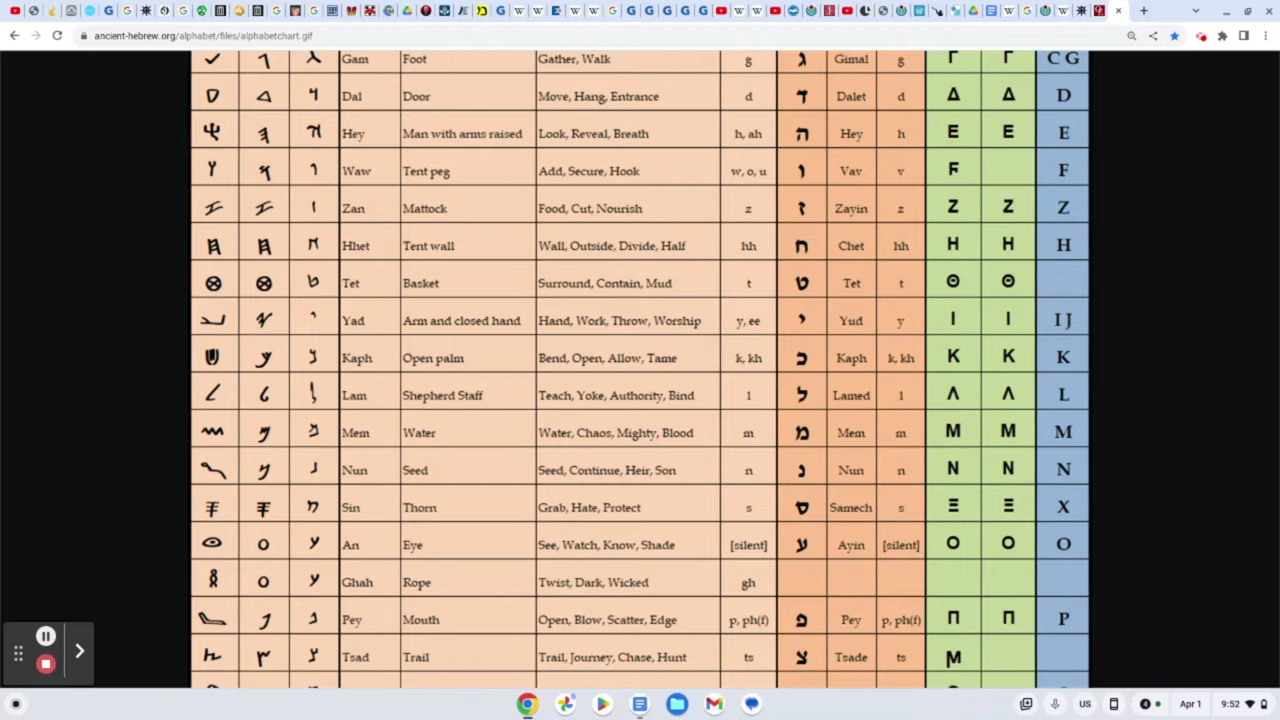 ancient-hebrew.org/alphabet/files/alphabetchart.gif
Gam Foot Gather, Walk g ג Gimal g Γ Γ C G
Dal Door Move, Hang, Entrance d ד Dalet d Δ Δ D
Hey Man with arms raised Look, Reveal, Breath h, ah ה Hey h E E E
Waw Tent peg Add, Secure, Hook w, o, u ו Vav v F F
Zan Mattock Food, Cut, Nourish z ז Zayin z Z Z Z
Hhet Tent wall Wall, Outside, Divide, Half hh ח Chet hh H H H
Tet Basket Surround, Contain, Mud t ט Tet t Θ Θ
Yad Arm and closed hand Hand, Work, Throw, Worship y, ee י Yud y I I I J
Kaph Open palm Bend, Open, Allow, Tame k, kh כ Kaph k, kh K K K
Lam Shepherd Staff Teach, Yoke, Authority, Bind l ל Lamed l Λ Λ L
Mem Water Water, Chaos, Mighty, Blood m מ Mem m M M M
Nun Seed Seed, Continue, Heir, Son n נ Nun n N N N
Sin Thorn Grab, Hate, Protect s ס Samech s Ξ Ξ X
An Eye See, Watch, Know, Shade [silent] ע Ayin [silent] O O O
Ghah Rope Twist, Dark, Wicked gh
Pey Mouth Open, Blow, Scatter, Edge p, ph(f) פ Pey p, ph(f) Π Π P
Tsad Trail Trail, Journey, Chase, Hunt ts צ Tsade ts
US 4 Apr 1 9:52